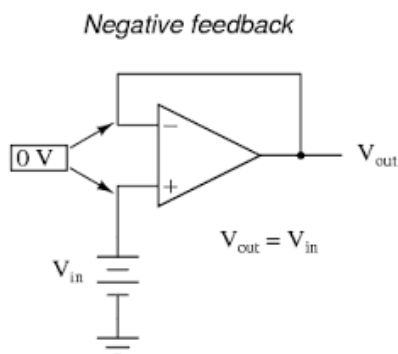 Negative feedback
−
0 V
+
V_out
V_out = V_in
V_in